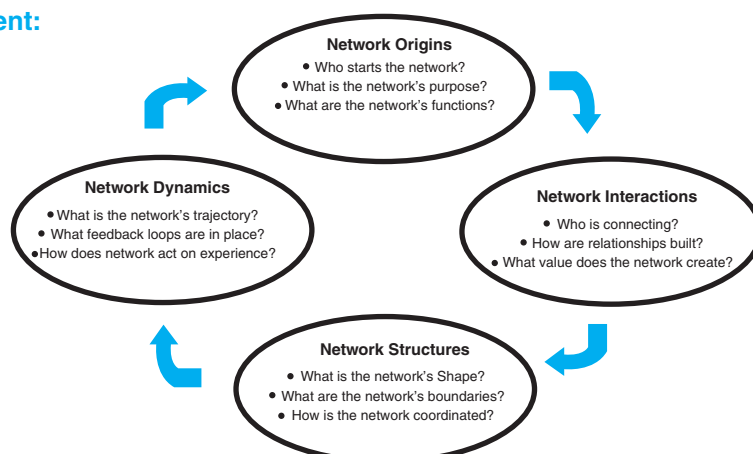 ent:
Network Origins
• Who starts the network?
• What is the network's purpose?
• What are the network's functions?
Network Dynamics
• What is the network's trajectory?
• What feedback loops are in place?
• How does network act on experience?
Network Interactions
• Who is connecting?
• How are relationships built?
• What value does the network create?
Network Structures
• What is the network's Shape?
• What are the network's boundaries?
• How is the network coordinated?